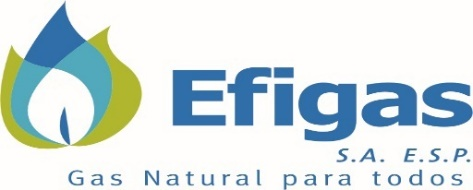 Efigas
S.A. E.S.P.
Gas Natural para todos